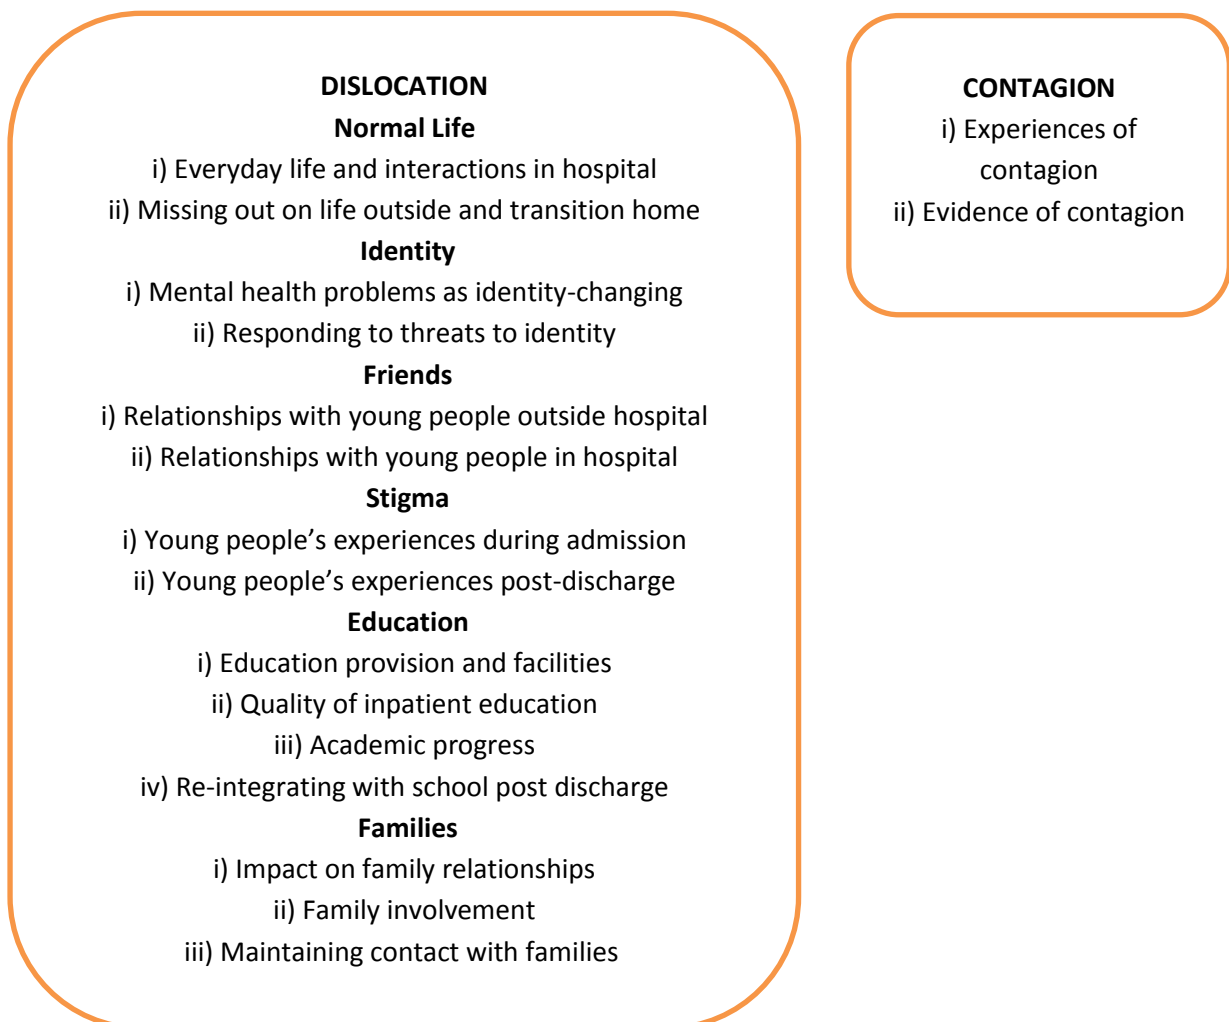 DISLOCATION
Normal Life
i) Everyday life and interactions in hospital
ii) Missing out on life outside and transition home
Identity
i) Mental health problems as identity-changing
ii) Responding to threats to identity
Friends
i) Relationships with young people outside hospital
ii) Relationships with young people in hospital
Stigma
i) Young people’s experiences during admission
ii) Young people’s experiences post-discharge
Education
i) Education provision and facilities
ii) Quality of inpatient education
iii) Academic progress
iv) Re-integrating with school post discharge
Families
i) Impact on family relationships
ii) Family involvement
iii) Maintaining contact with families
CONTAGION
i) Experiences of
contagion
ii) Evidence of contagion